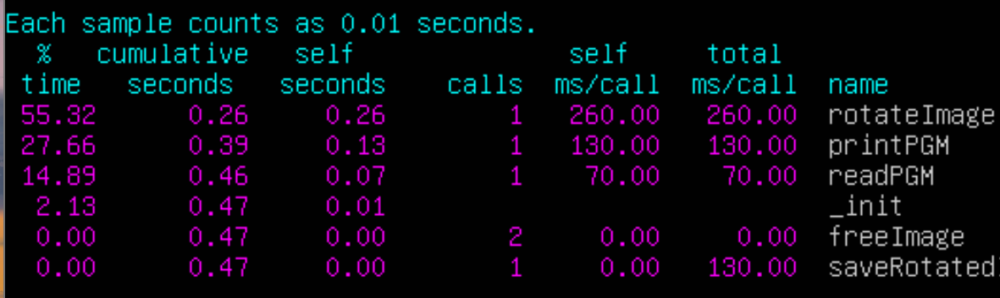 Each sample counts as 0.01 seconds.
% cumulative self self total
time seconds seconds calls ms/call ms/call name
55.32 0.26 0.26 1 260.00 260.00 rotateImage
27.66 0.39 0.13 1 130.00 130.00 printPGM
14.89 0.46 0.07 1 70.00 70.00 readPGM
2.13 0.47 0.01 _init
0.00 0.47 0.00 2 0.00 0.00 freeImage
0.00 0.47 0.00 1 0.00 130.00 saveRotated